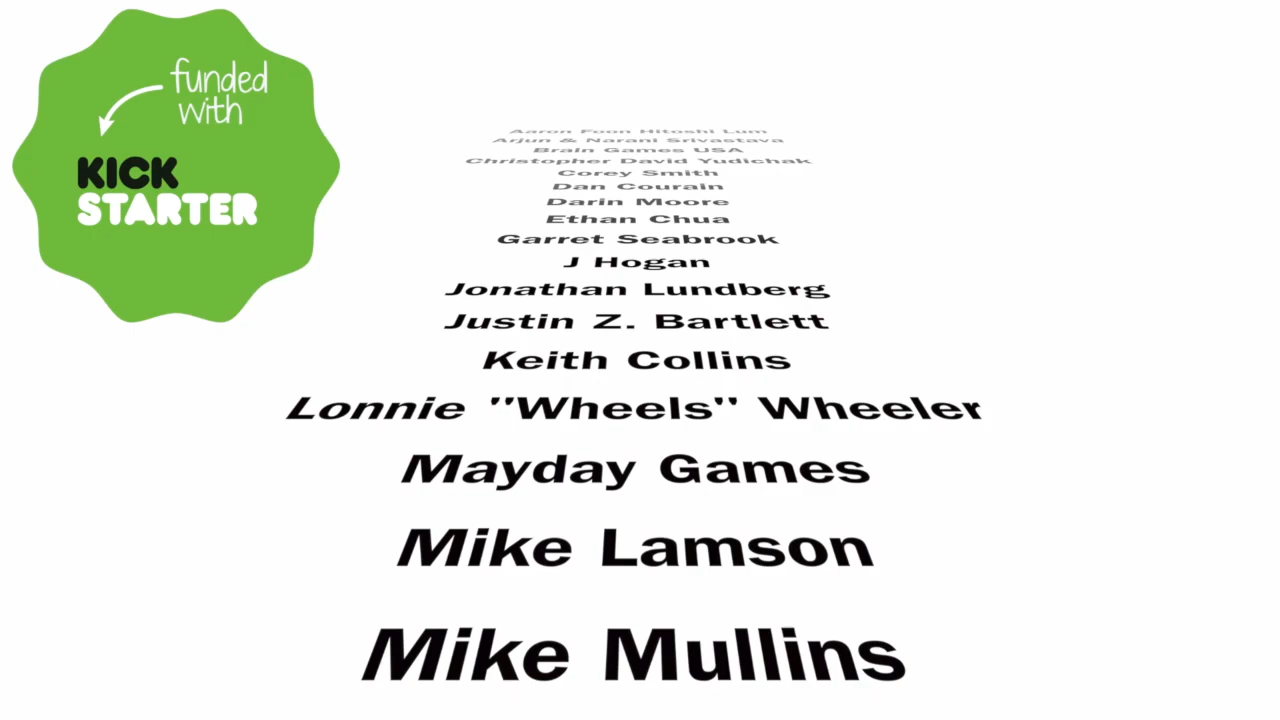 funded
with
KICK
STARTER
Aaron Foon Hitoshi Lum
Arjun & Narani Srivastava
Brain Games USA
Christopher David Yudichak
Corey Smith
Dan Courain
Darin Moore
Ethan Chua
Garret Seabrook
J Hogan
Jonathan Lundberg
Justin Z. Bartlett
Keith Collins
Lonnie "Wheels" Wheeler
Mayday Games
Mike Lamson
Mike Mullins